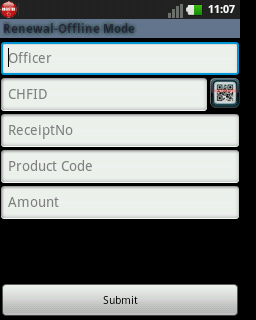 11:07
Renewal-Offline Mode
Officer
CHFID
ReceiptNo
Product Code
Amount
Submit